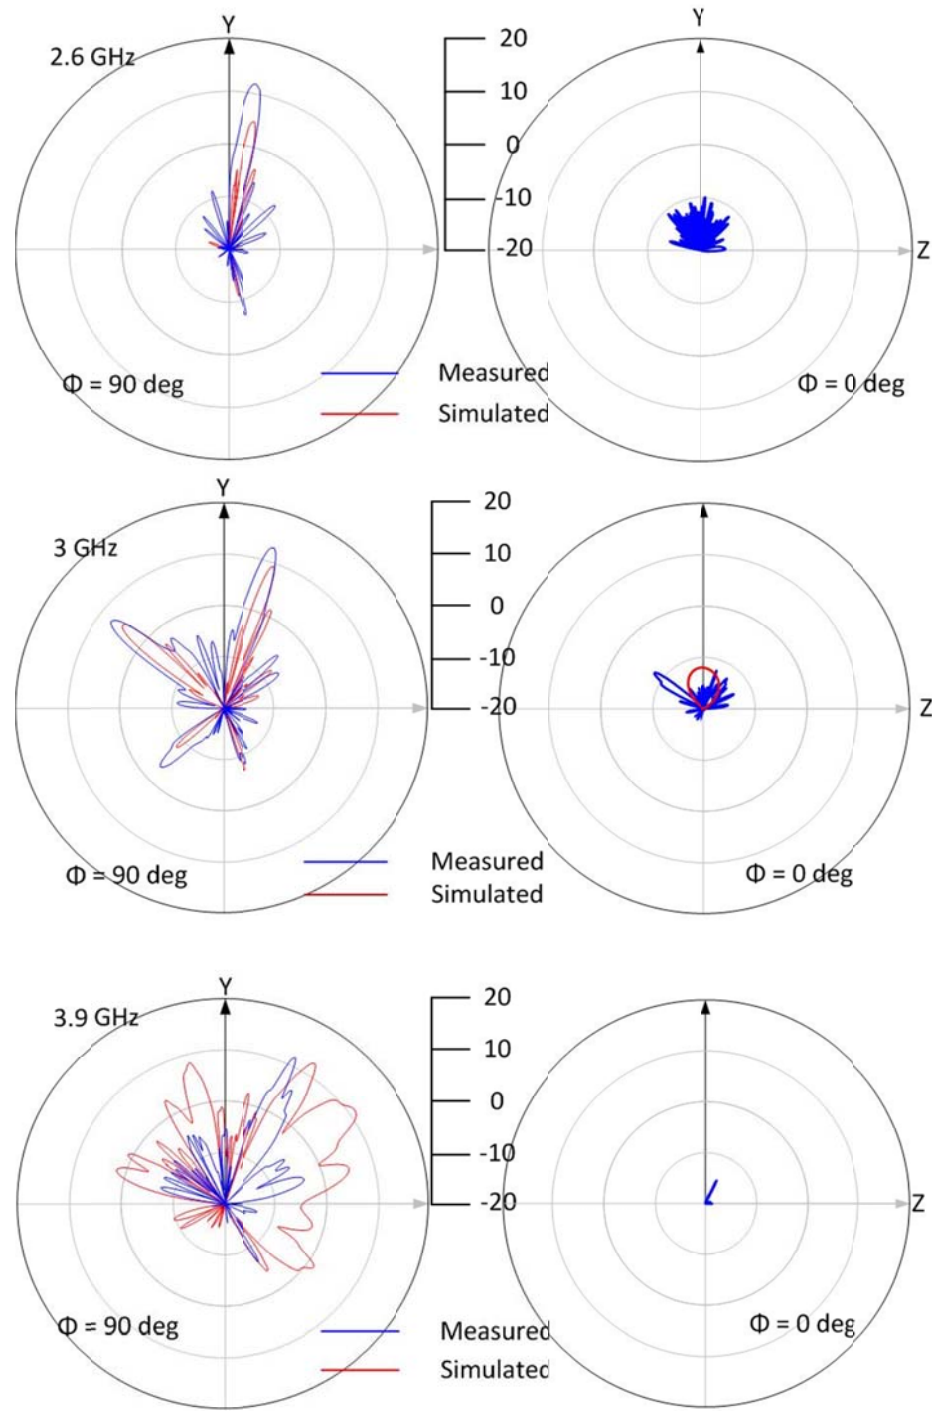 Y
2.6 GHz
20
10
0
-10
-20
Φ = 90 deg
Measured
Simulated
Y
Z
Φ = 0 deg
Y
3 GHz
20
10
0
-10
-20
Φ = 90 deg
Measured
Simulated
Z
Φ = 0 deg
Y
3.9 GHz
20
10
0
-10
-20
Φ = 90 deg
Measured
Simulated
Z
Φ = 0 deg